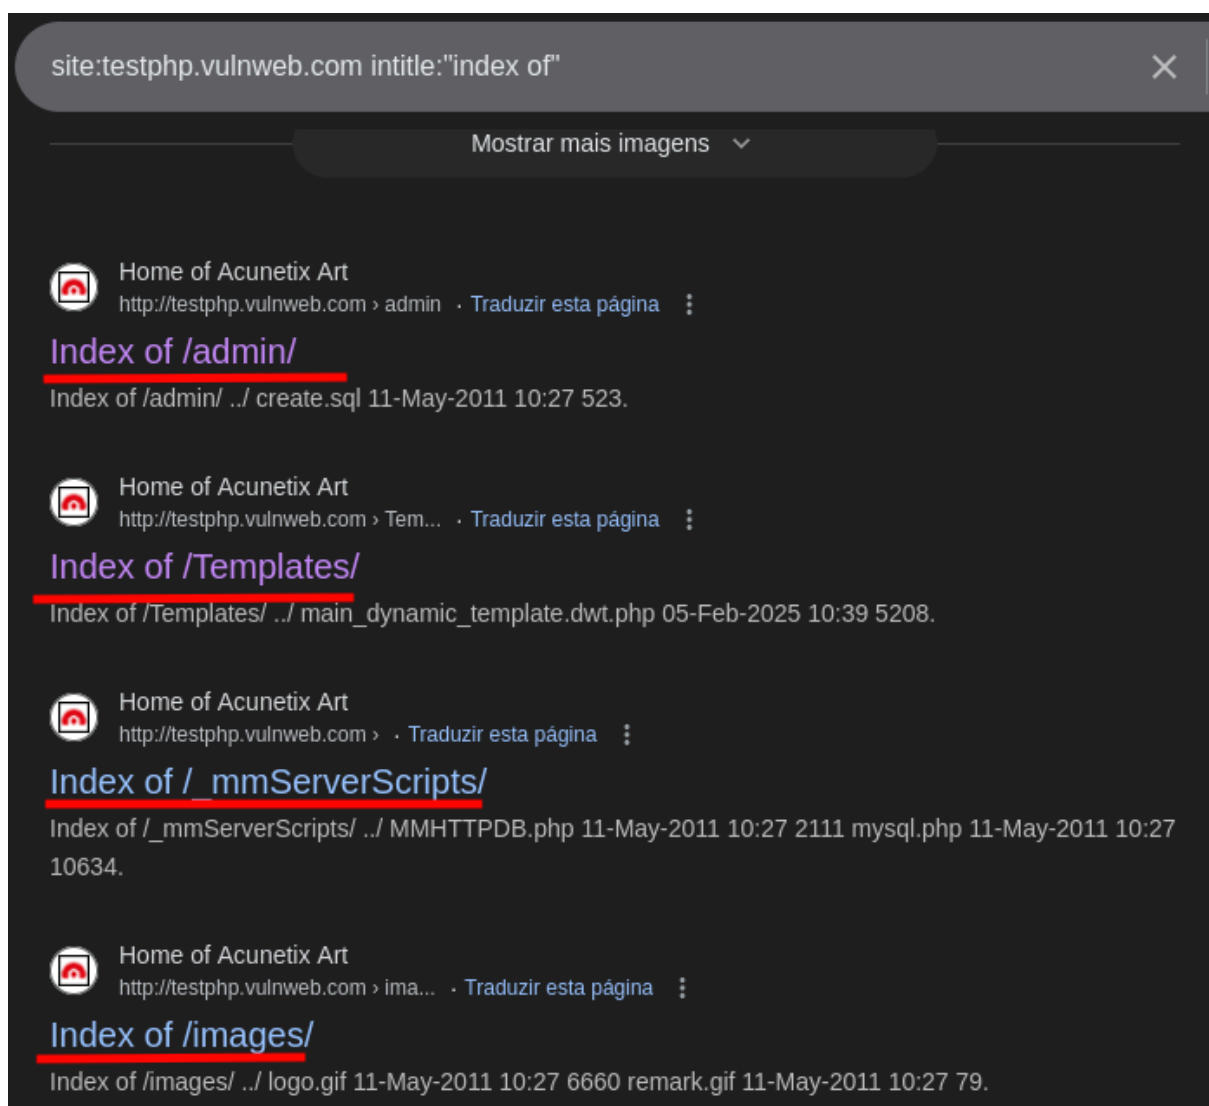 site:testphp.vulnweb.com intitle:"index of"
Mostrar mais imagens
Home of Acunetix Art
http://testphp.vulnweb.com › admin · Traduzir esta página
Index of /admin/
Index of /admin/ ../ create.sql 11-May-2011 10:27 523.
Home of Acunetix Art
http://testphp.vulnweb.com › Tem... · Traduzir esta página
Index of /Templates/
Index of /Templates/ ../ main_dynamic_template.dwt.php 05-Feb-2025 10:39 5208.
Home of Acunetix Art
http://testphp.vulnweb.com › · Traduzir esta página
Index of /_mmServerScripts/
Index of /_mmServerScripts/ ../ MMHTTPDB.php 11-May-2011 10:27 2111 mysql.php 11-May-2011 10:27
10634.
Home of Acunetix Art
http://testphp.vulnweb.com › ima... · Traduzir esta página
Index of /images/
Index of /images/ ../ logo.gif 11-May-2011 10:27 6660 remark.gif 11-May-2011 10:27 79.